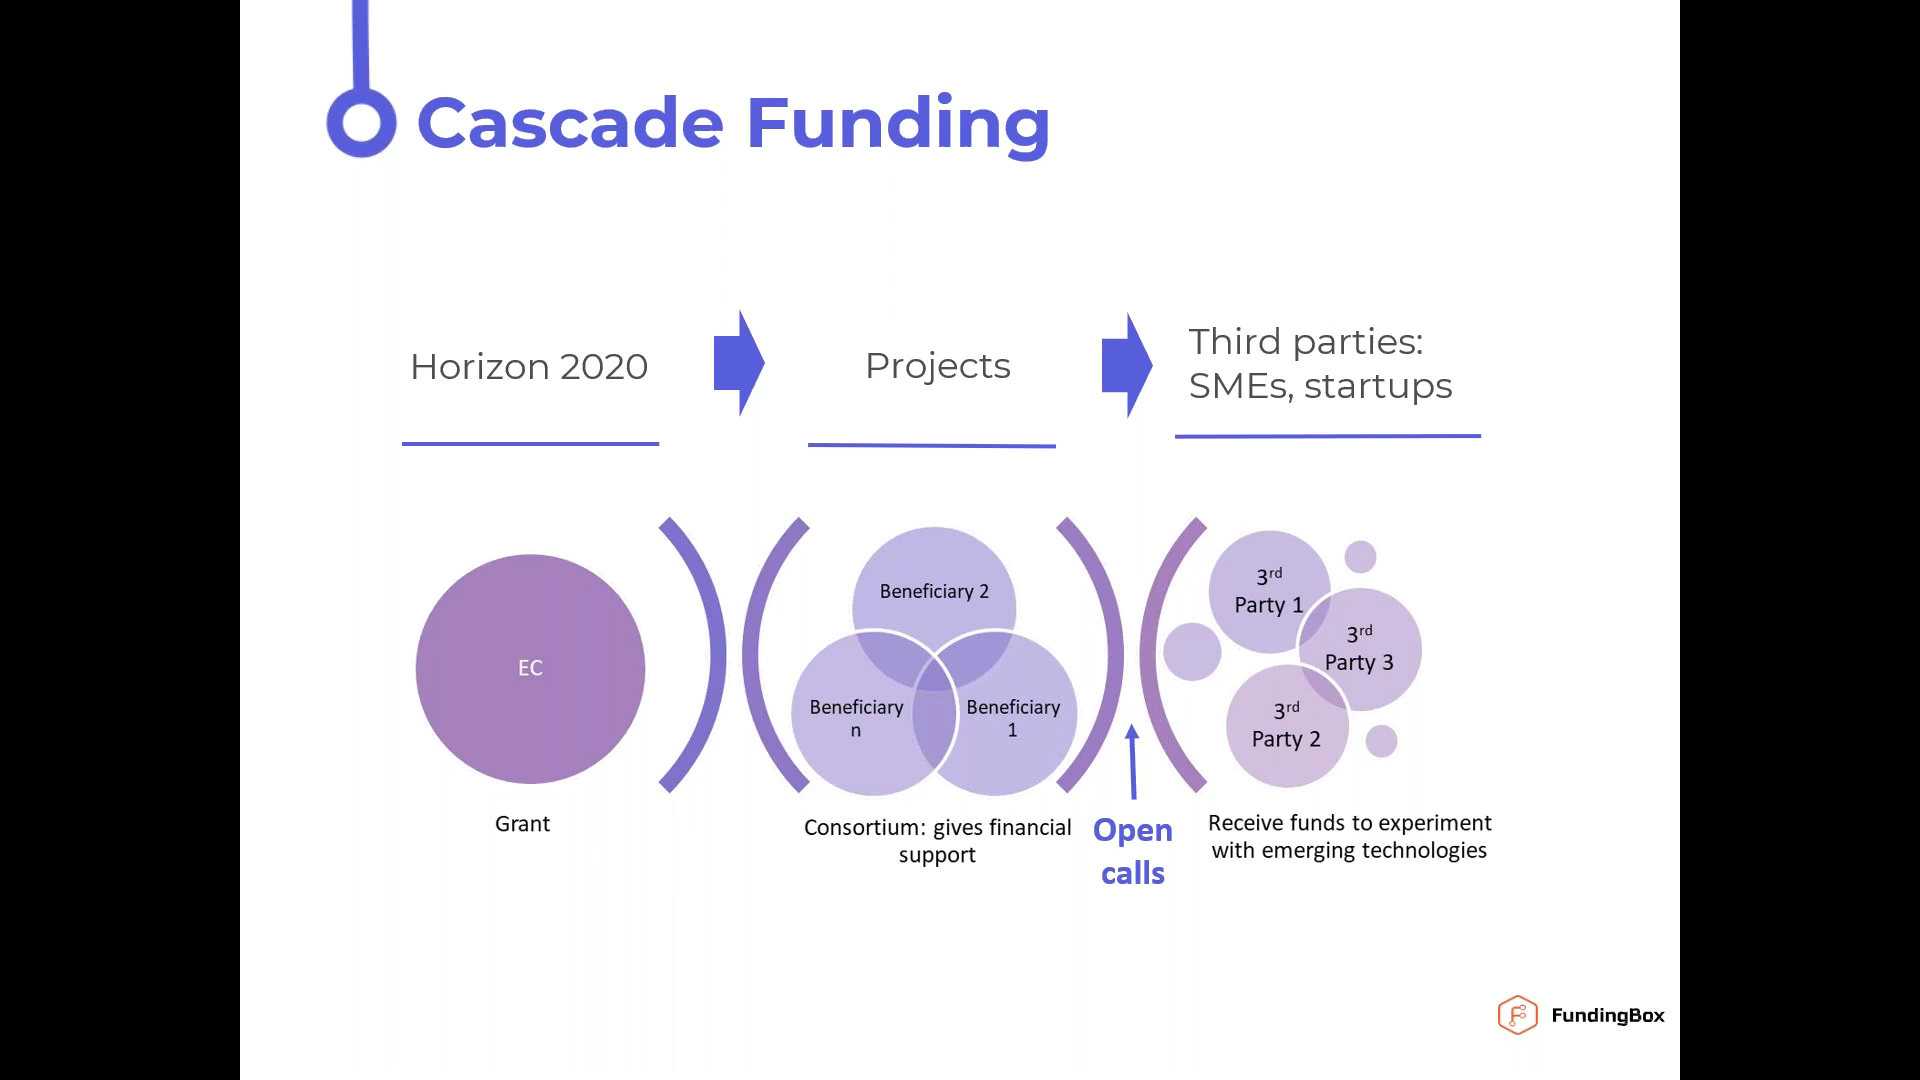 Cascade Funding
Horizon 2020
Projects
Third parties:
SMEs, startups
EC
Grant
Beneficiary 2
Beneficiary
n
Beneficiary
1
Consortium: gives financial
support
Open
calls
3rd
Party 1
3rd
Party 3
3rd
Party 2
Receive funds to experiment
with emerging technologies
FundingBox